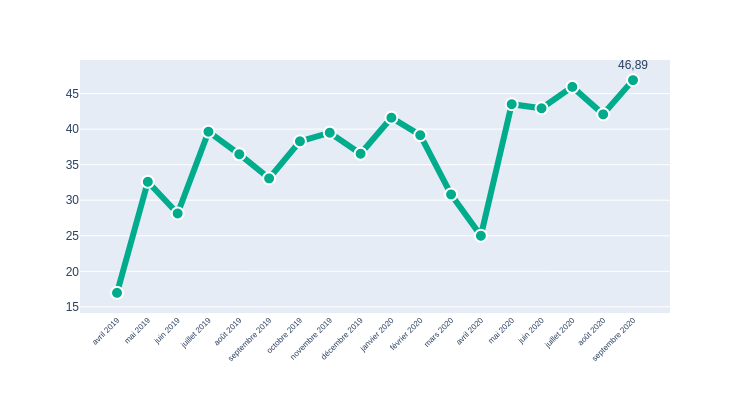 46,89
45
40
35
30
25
20
15
avril 2019
mai 2019
juin 2019
juillet 2019
août 2019
septembre 2019
octobre 2019
novembre 2019
décembre 2019
janvier 2020
février 2020
mars 2020
avril 2020
mai 2020
juin 2020
juillet 2020
août 2020
septembre 2020